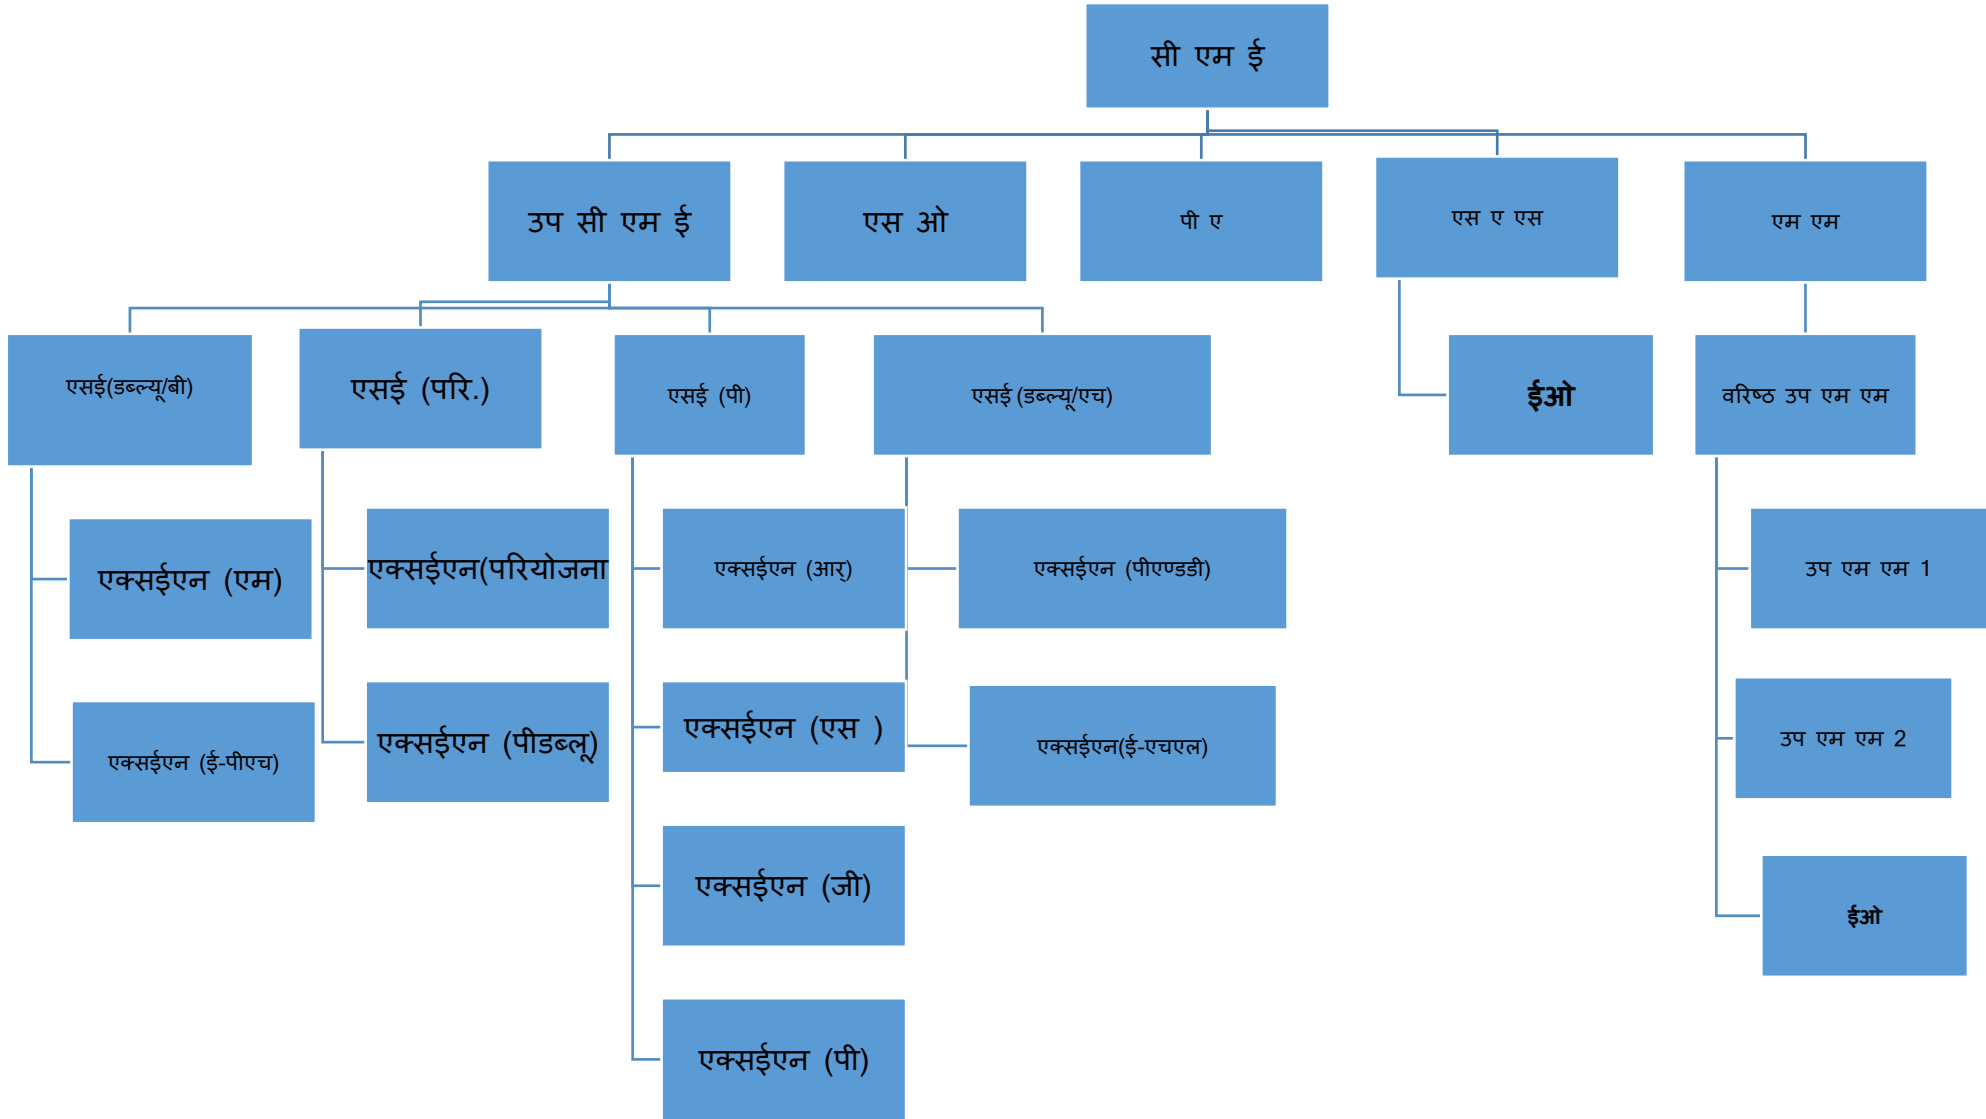 सी एम ई
उप सी एम ई
एस ओ
पी ए
एस ए एस
एम एम
एसई(डब्ल्यू/बी)
एसई (परि.)
एसई (पी)
एसई (डब्ल्यू/एच)
ईओ
वरिष्ठ उप एम एम
एक्सईएन (एम)
एक्सईएन(परियोजना
एक्सईएन (आर्)
एक्सईएन (पीएण्डडी)
उप एम एम 1
एक्सईएन (ई-पीएच)
एक्सईएन (पीडब्लू)
एक्सईएन (एस )
एक्सईएन(ई-एचएल)
उप एम एम 2
एक्सईएन (जी)
ईओ
एक्सईएन (पी)